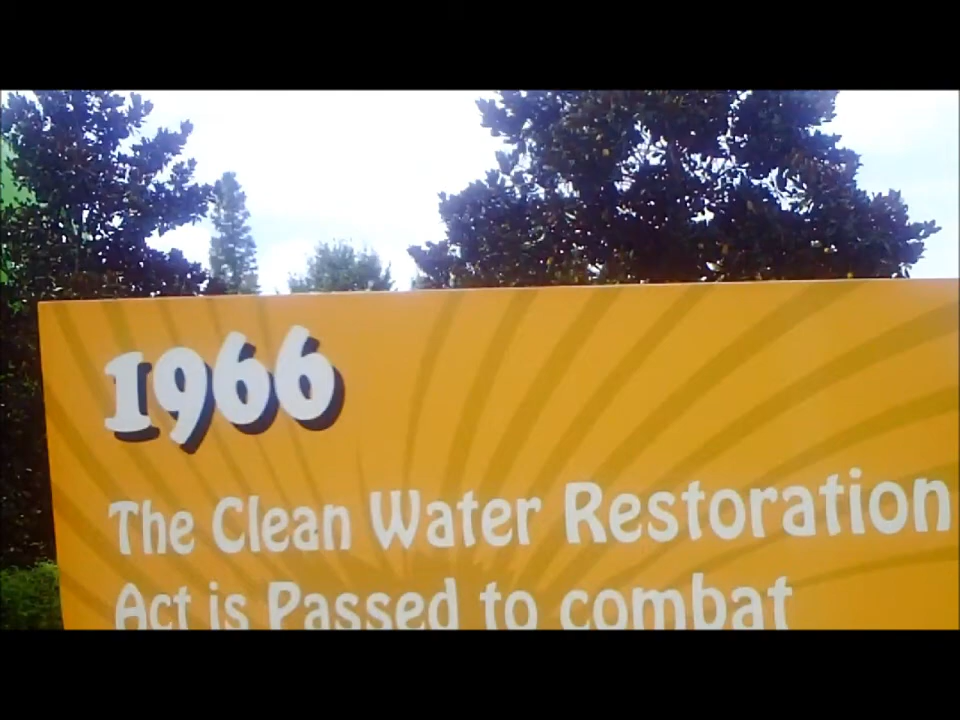 1966
The Clean Water Restoration
Act is Passed to combat